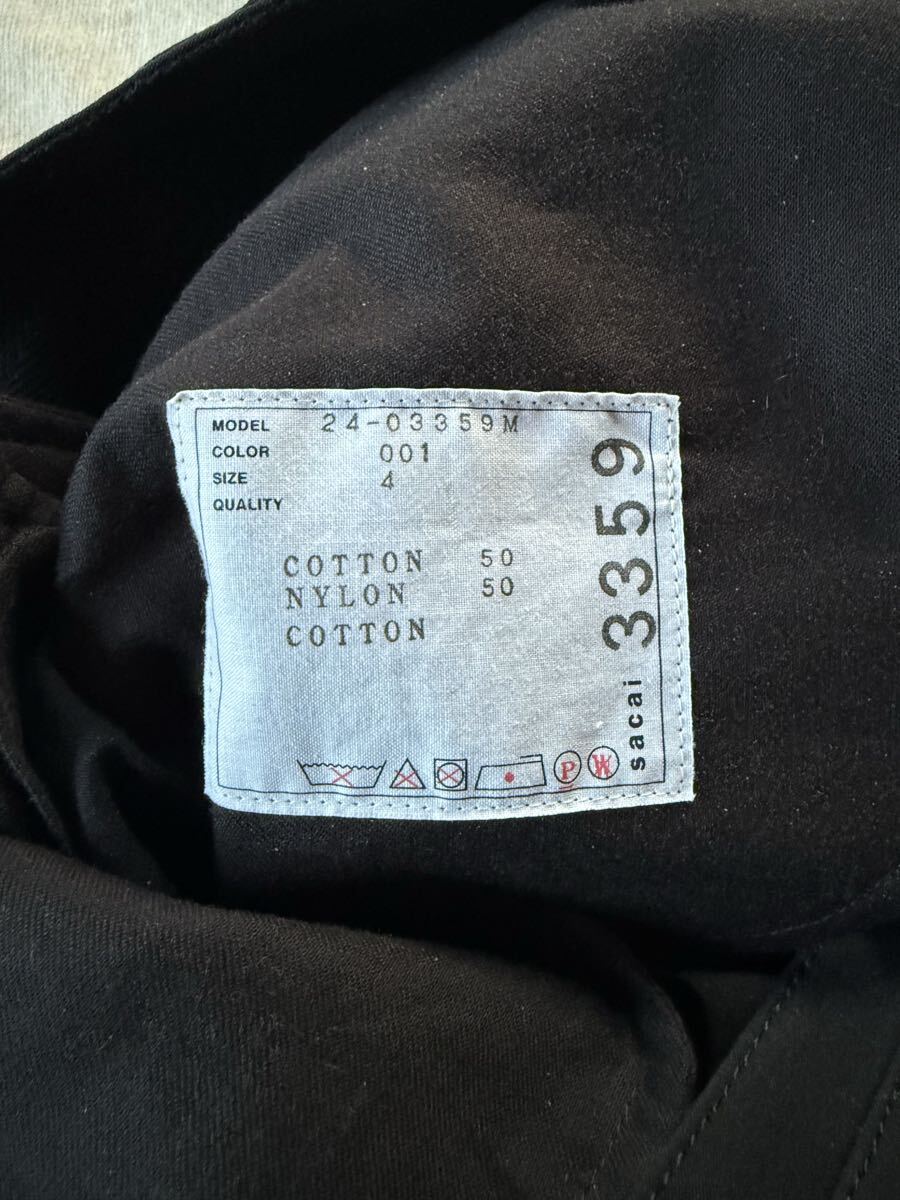 MODEL 24-03359M
COLOR 001
SIZE 4
QUALITY
COTTON 50
NYLON 50
COTTON
P W
sacai 3359